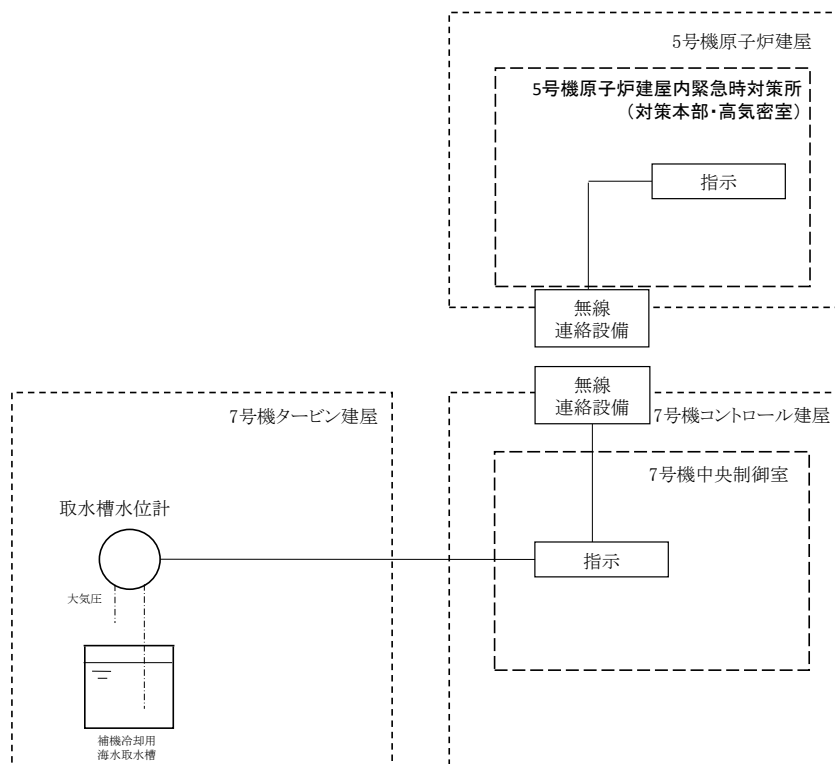 5号機原子炉建屋
5号機原子炉建屋内緊急時対策所
（対策本部・高気密室）
指示
無線
連絡設備
無線
連絡設備
7号機タービン建屋
7号機コントロール建屋
7号機中央制御室
取水槽水位計
指示
大気圧
補機冷却用
海水取水槽